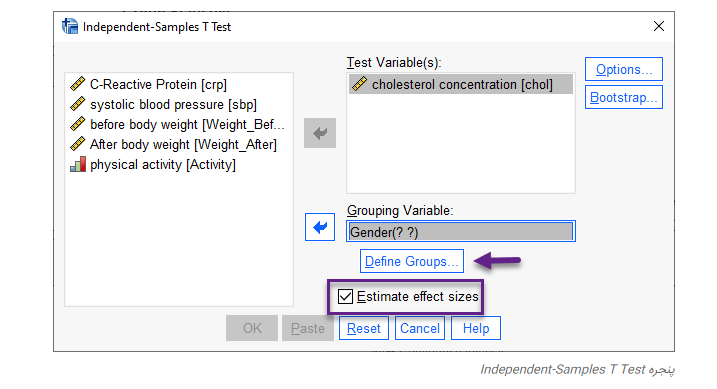 Independent-Samples T Test
C-Reactive Protein [crp]
systolic blood pressure [sbp]
before body weight [Weight_Bef...
After body weight [Weight_After]
physical activity [Activity]
Test Variable(s):
cholesterol concentration [chol]
Options...
Bootstrap...
Grouping Variable:
Gender(? ?)
Define Groups...
Estimate effect sizes
OK Paste Reset Cancel Help
پنجره Independent-Samples T Test